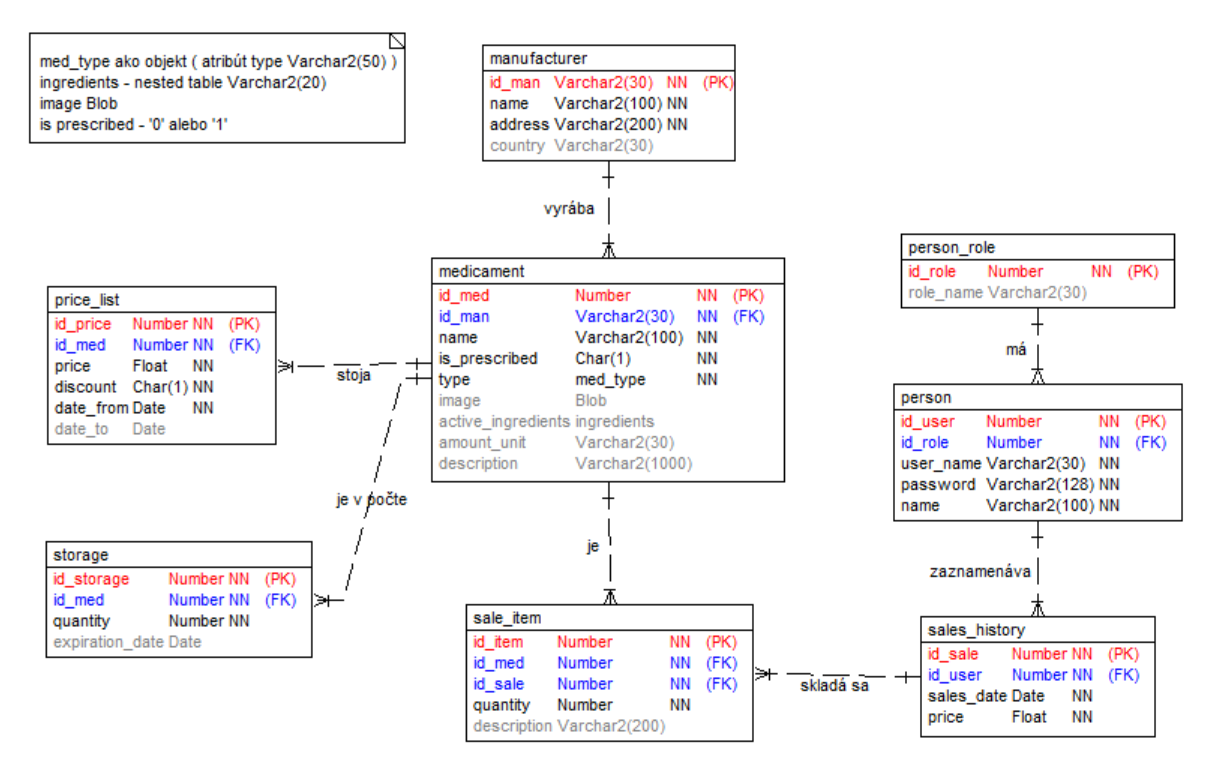 med_type ako objekt ( atribút type Varchar2(50) )
ingredients - nested table Varchar2(20)
image Blob
is prescribed - '0' alebo '1'
manufacturer
id_man Varchar2(30) NN (PK)
name Varchar2(100) NN
address Varchar2(200) NN
country Varchar2(30)
vyrába
medicament
id_med Number NN (PK)
id_man Varchar2(30) NN (FK)
name Varchar2(100) NN
is_prescribed Char(1) NN
type med_type NN
image Blob
active_ingredients ingredients
amount_unit Varchar2(30)
description Varchar2(1000)
price_list
id_price Number NN (PK)
id_med Number NN (FK)
price Float NN
discount Char(1) NN
date_from Date NN
date_to Date
stoja
person_role
id_role Number NN (PK)
role_name Varchar2(30)
má
person
id_user Number NN (PK)
id_role Number NN (FK)
user_name Varchar2(30) NN
password Varchar2(128) NN
name Varchar2(100) NN
je v počte
storage
id_storage Number NN (PK)
id_med Number NN (FK)
quantity Number NN
expiration_date Date
je
zaznamenáva
sale_item
id_item Number NN (PK)
id_med Number NN (FK)
id_sale Number NN (FK)
quantity Number NN
description Varchar2(200)
skladá sa
sales_history
id_sale Number NN (PK)
id_user Number NN (FK)
sales_date Date NN
price Float NN